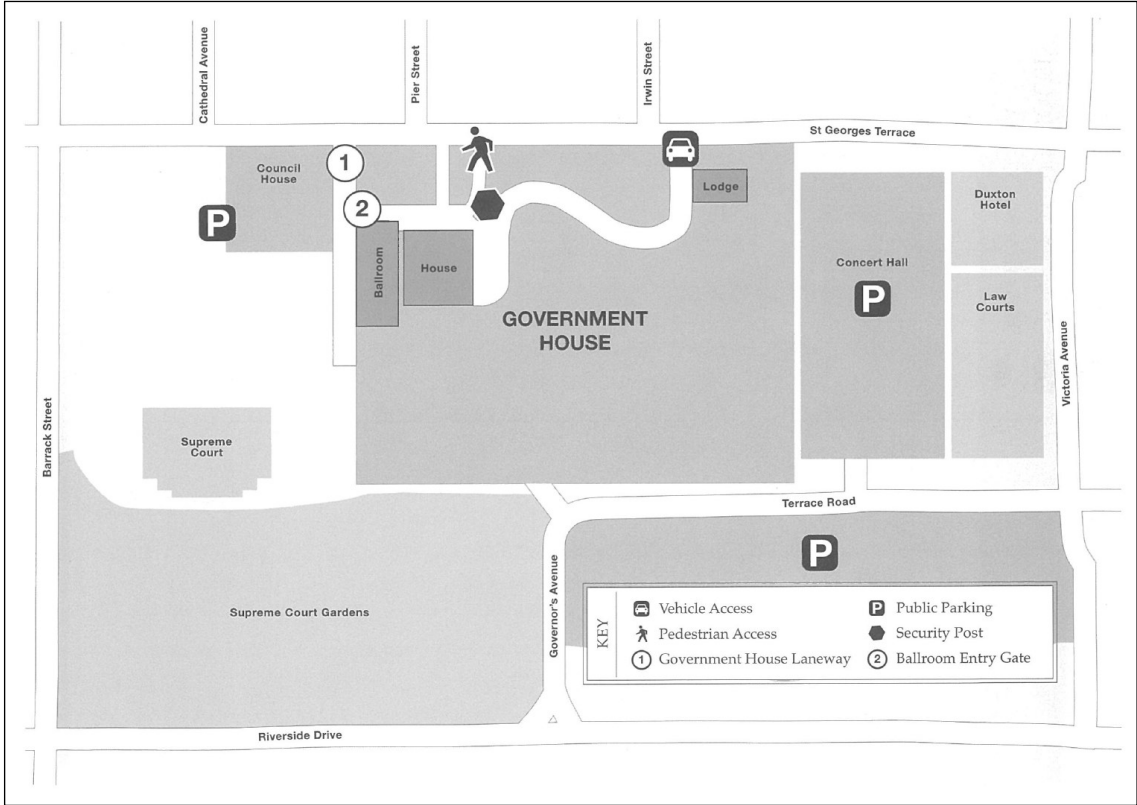 Cathedral Avenue
Pier Street
Irwin Street
St Georges Terrace
Council
House
1
2
P
Lodge
Duxton
Hotel
Ballroom
House
Concert Hall
P
Law
Courts
GOVERNMENT
HOUSE
Barrack Street
Victoria Avenue
Supreme
Court
Terrace Road
P
Supreme Court Gardens
Governor's Avenue
KEY
Vehicle Access
P Public Parking
Pedestrian Access
Security Post
1 Government House Laneway
2 Ballroom Entry Gate
Riverside Drive